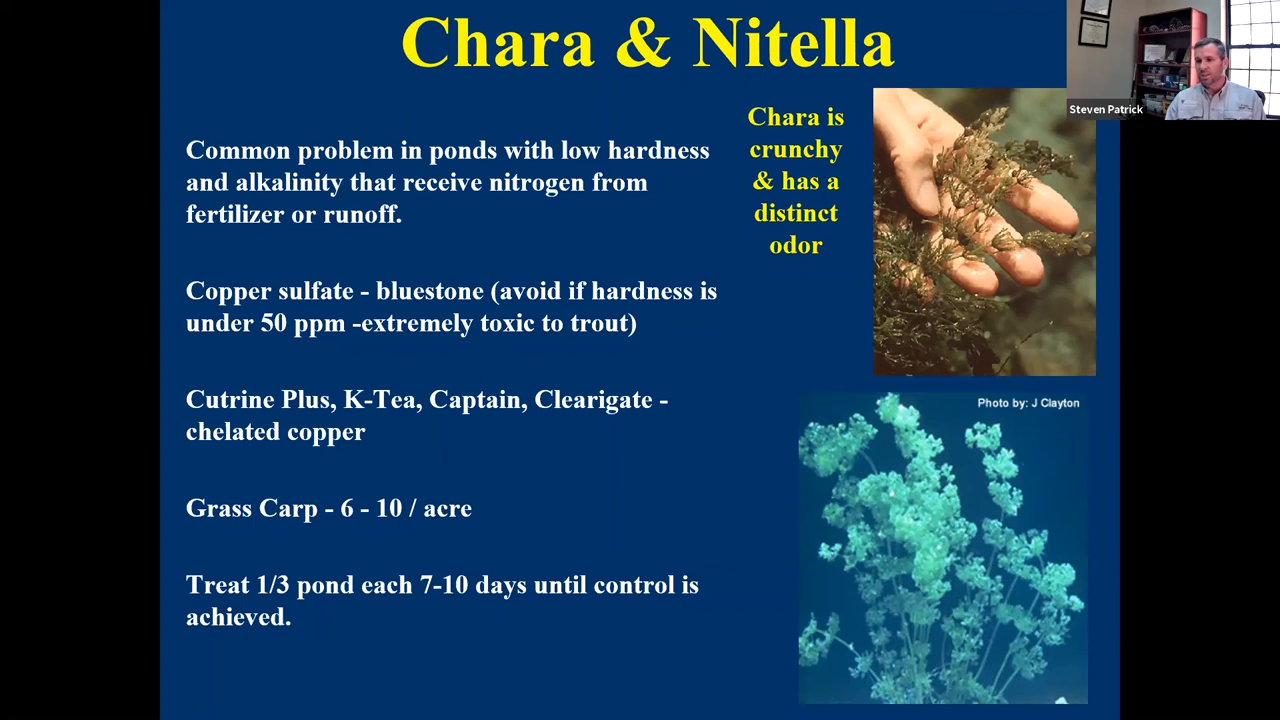 Chara & Nitella
Steven Patrick
Common problem in ponds with low hardness
and alkalinity that receive nitrogen from
fertilizer or runoff.
Chara is
crunchy
& has a
distinct
odor
Copper sulfate - bluestone (avoid if hardness is
under 50 ppm -extremely toxic to trout)
Cutrine Plus, K-Tea, Captain, Clearigate -
chelated copper
Photo by: J Clayton
Grass Carp - 6 - 10 / acre
Treat 1/3 pond each 7-10 days until control is
achieved.